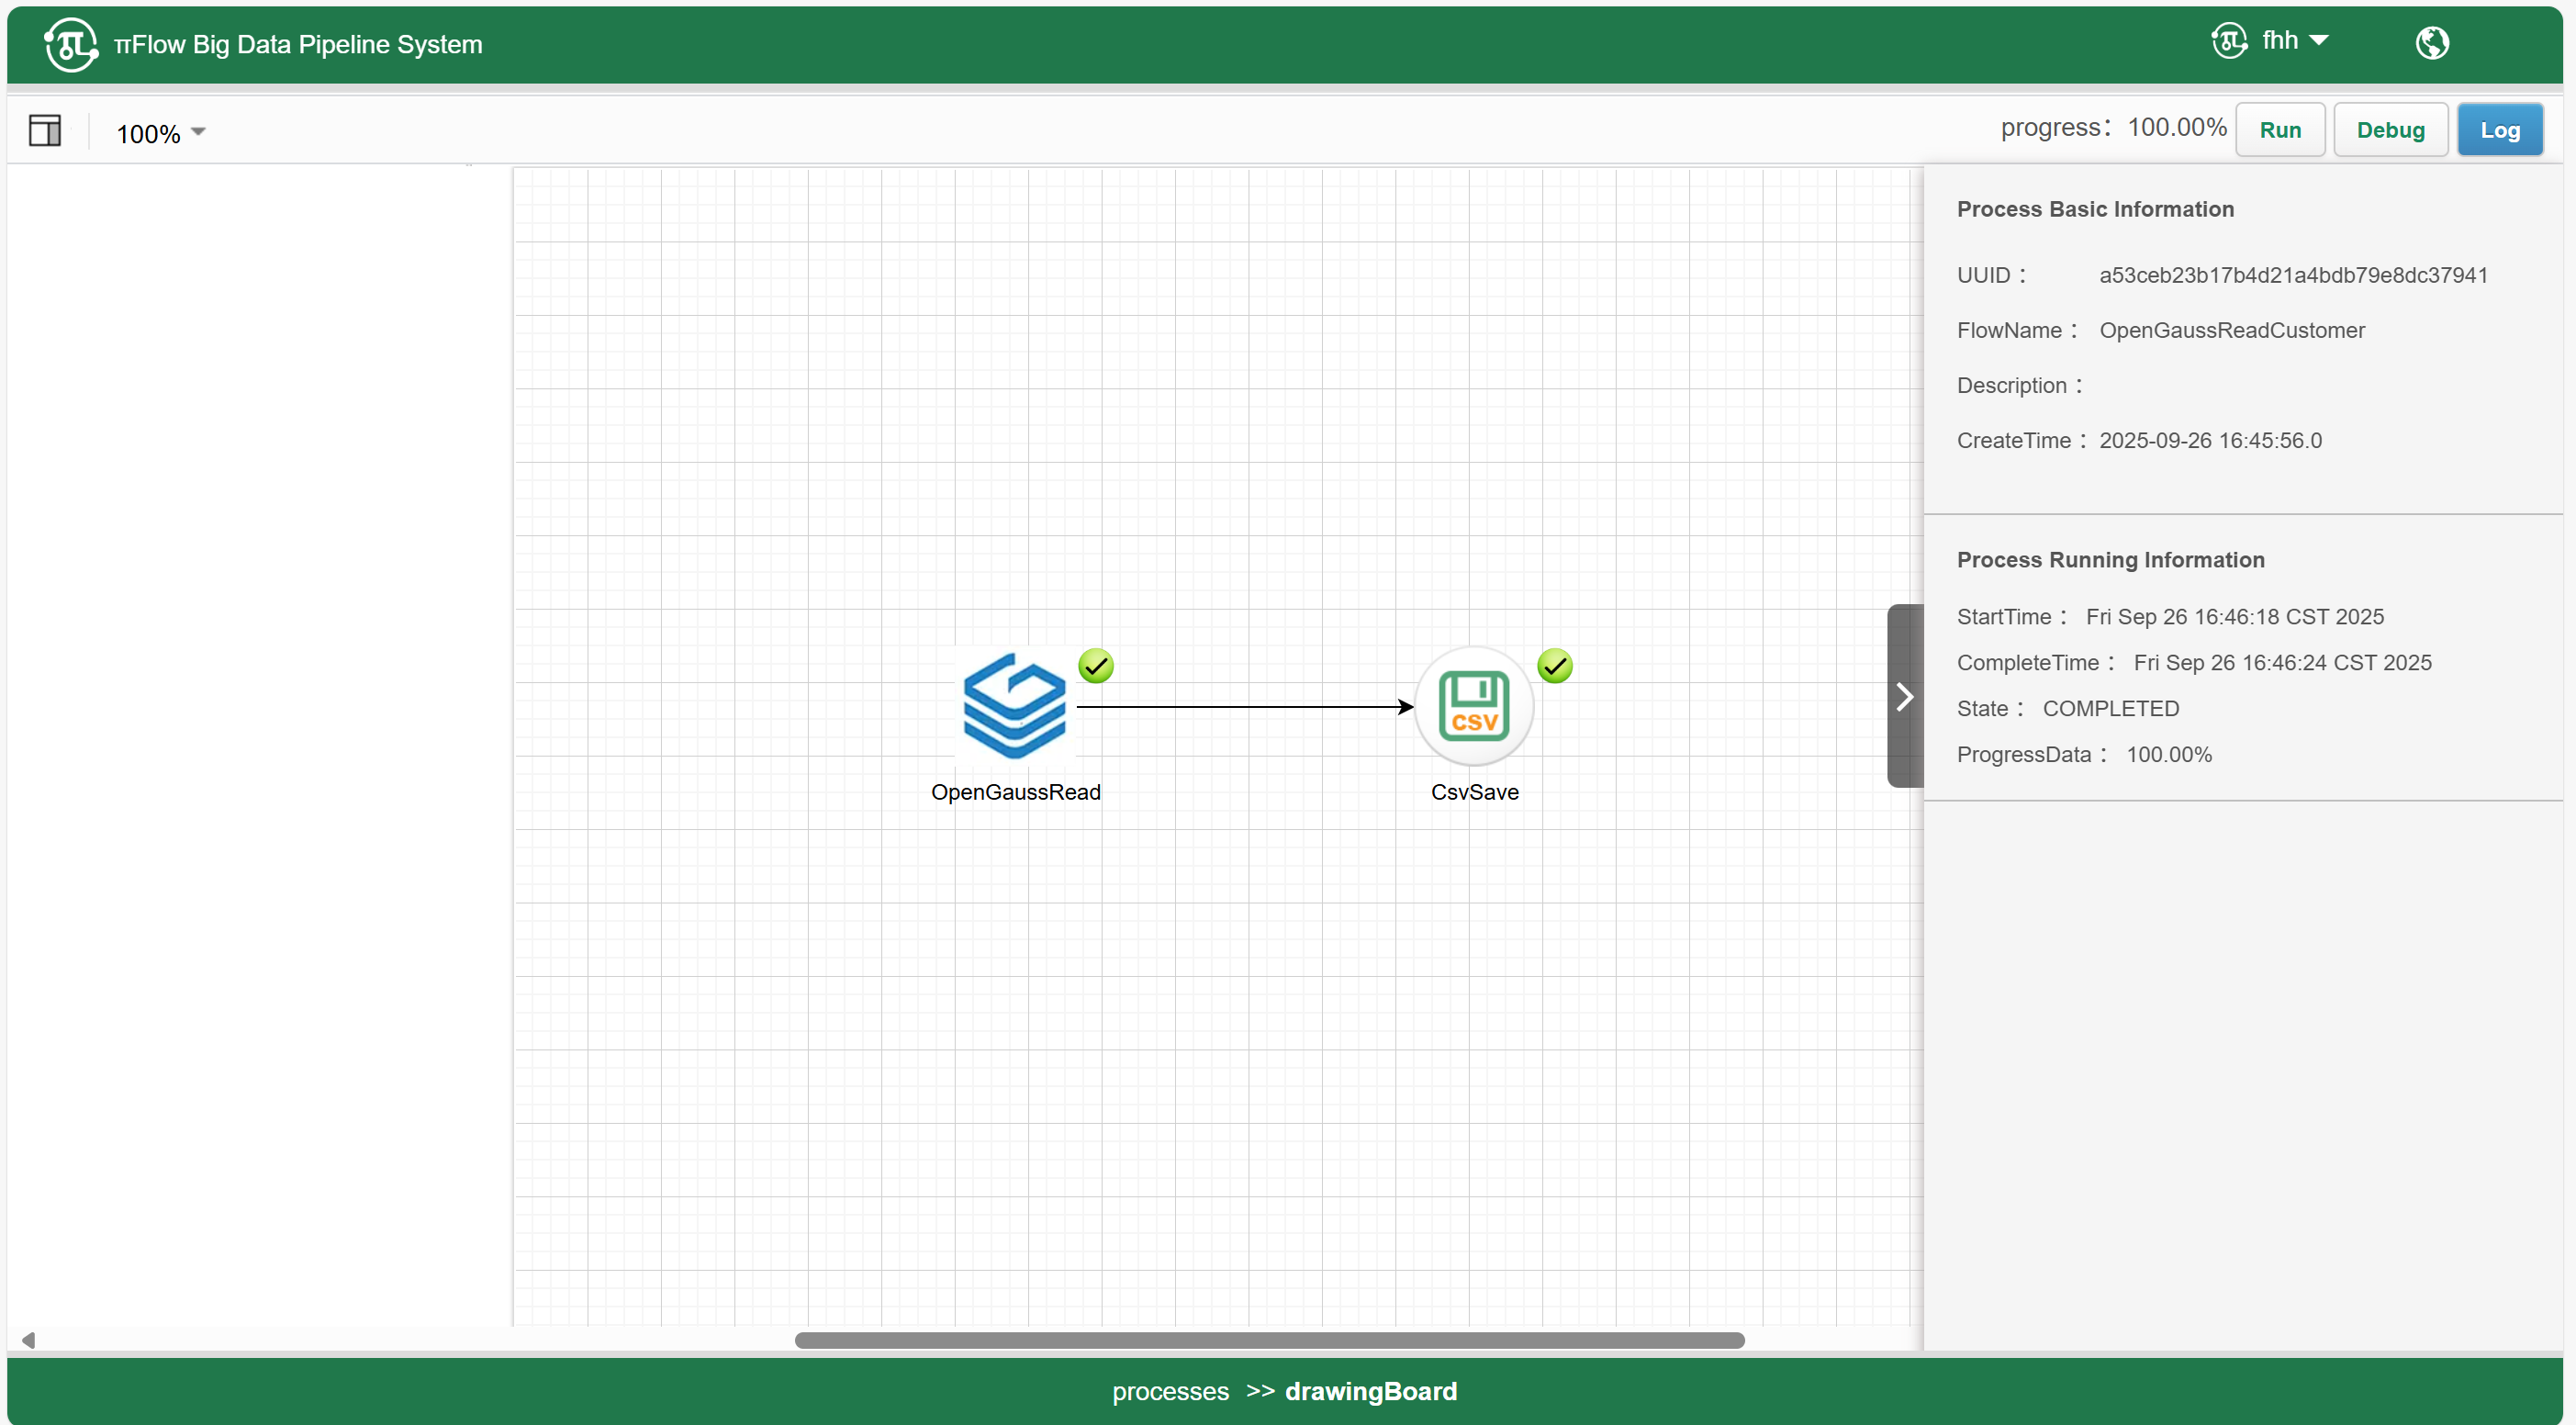 πFlow Big Data Pipeline System
fhh
100%
progress： 100.00%
Run
Debug
Log
Process Basic Information
UUID： a53ceb23b17b4d21a4bdb79e8dc37941
FlowName： OpenGaussReadCustomer
Description：
CreateTime： 2025-09-26 16:45:56.0
Process Running Information
StartTime： Fri Sep 26 16:46:18 CST 2025
CompleteTime： Fri Sep 26 16:46:24 CST 2025
State： COMPLETED
ProgressData： 100.00%
CSV
OpenGaussRead
CsvSave
processes >> drawingBoard